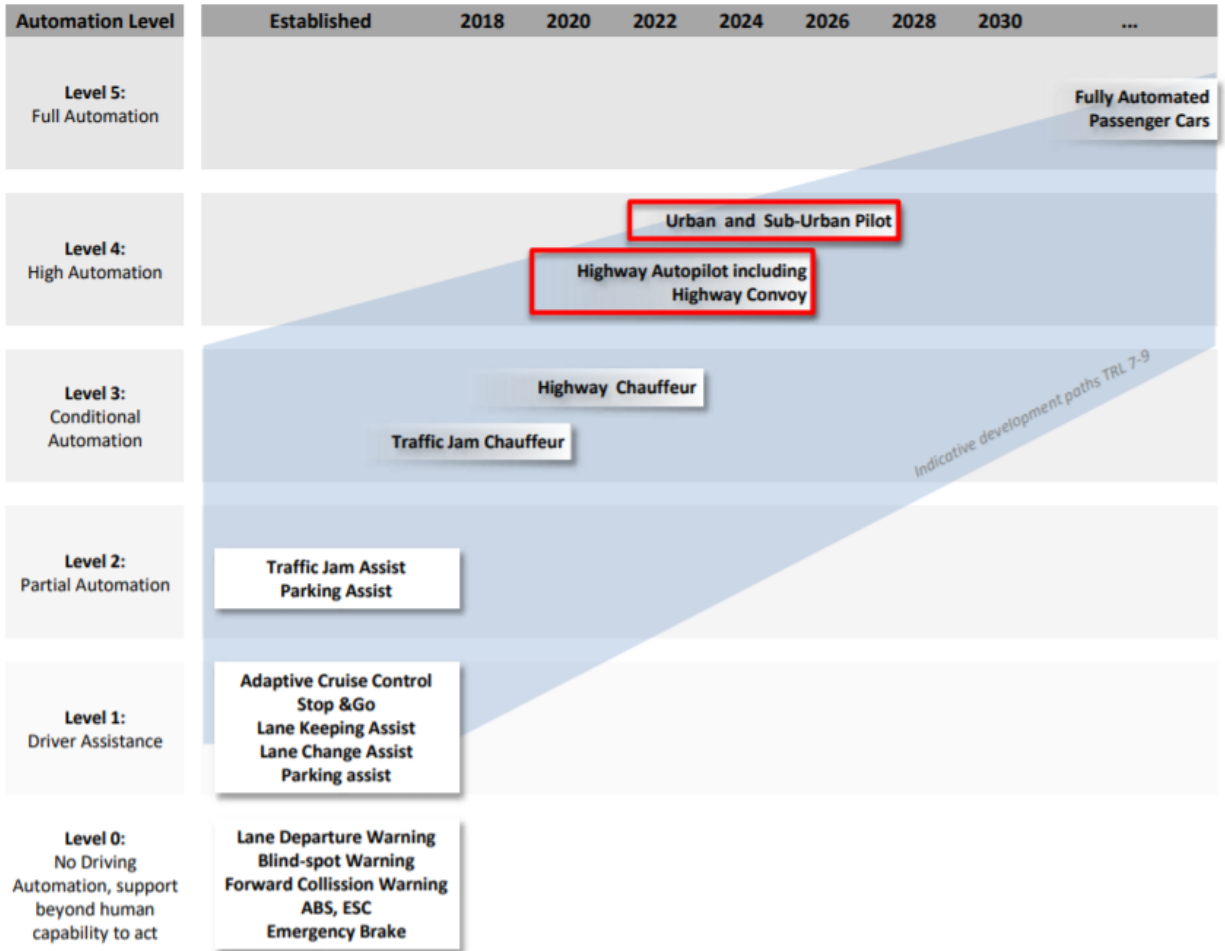 Automation Level Established 2018 2020 2022 2024 2026 2028 2030 ...
Level 5:
Full Automation
Fully Automated
Passenger Cars
Level 4:
High Automation
Urban and Sub-Urban Pilot
Highway Autopilot including
Highway Convoy
Level 3:
Conditional
Automation
Highway Chauffeur
Traffic Jam Chauffeur
Indicative development paths TRL 7-9
Level 2:
Partial Automation
Traffic Jam Assist
Parking Assist
Level 1:
Driver Assistance
Adaptive Cruise Control
Stop &Go
Lane Keeping Assist
Lane Change Assist
Parking assist
Level 0:
No Driving
Automation, support
beyond human
capability to act
Lane Departure Warning
Blind-spot Warning
Forward Collission Warning
ABS, ESC
Emergency Brake